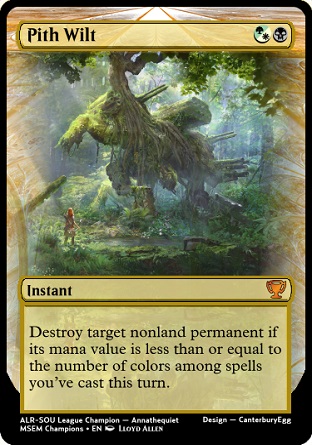 Pith Wilt
Instant
Destroy target nonland permanent if
its mana value is less than or equal to
the number of colors among spells
you've cast this turn.
ALR-SOU League Champion — Annathequiet
Design — CanterburyEgg
MSEM Champions • EN Lloyd Allen